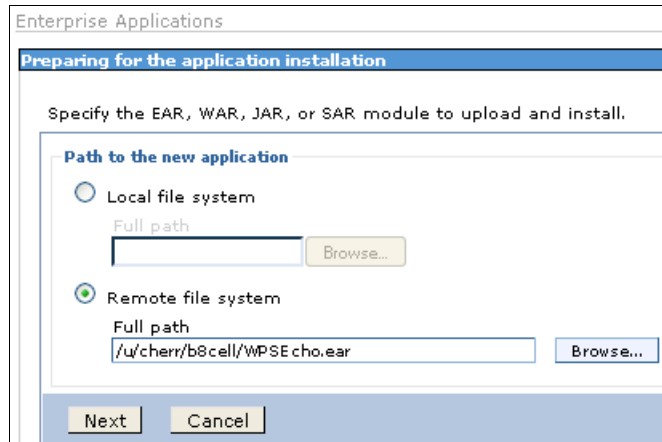 Enterprise Applications
Preparing for the application installation
Specify the EAR, WAR, JAR, or SAR module to upload and install.
Path to the new application
Local file system
Full path
Browse...
Remote file system
Full path
/u/cherr/b8cell/WPSEcho.ear Browse...
Next Cancel